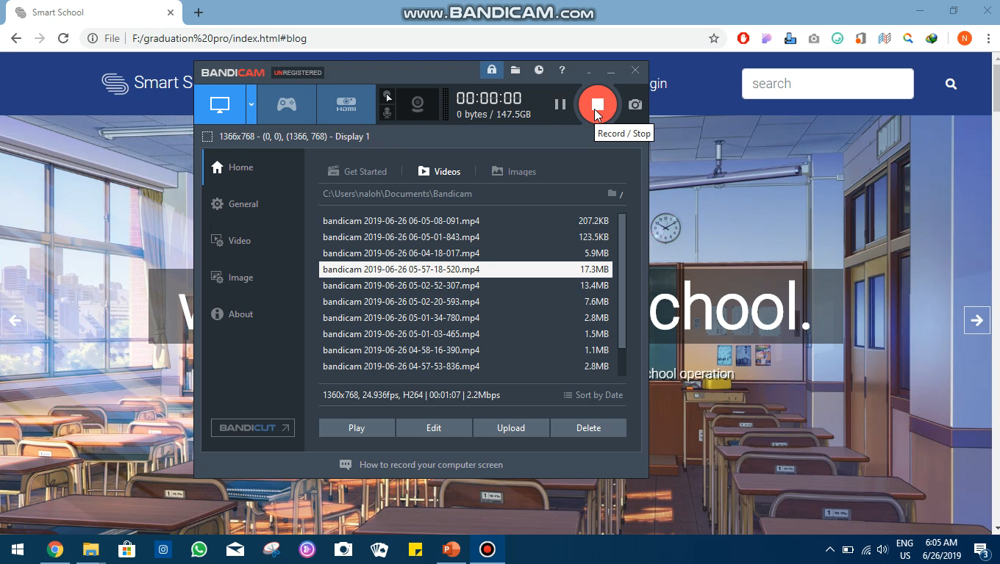 Smart School
www.BANDICAM.com
File
F:/graduation%20pro/index.html#blog
N
Smart S
gin
search
BANDICAM
UNREGISTERED
?
HDMI
00:00:00
0 bytes / 147.5GB
Record / Stop
1366x768 - (0, 0), (1366, 768) - Display 1
Home
General
Video
Image
About
BANDICUT
Get Started
Videos
Images
C:\Users\naloh\Documents\Bandicam
/
bandicam 2019-06-26 06-05-08-091.mp4 207.2KB
bandicam 2019-06-26 06-05-01-843.mp4 123.5KB
bandicam 2019-06-26 06-04-18-017.mp4 5.9MB
bandicam 2019-06-26 05-57-18-520.mp4 17.3MB
bandicam 2019-06-26 05-02-52-307.mp4 13.4MB
bandicam 2019-06-26 05-02-20-593.mp4 7.6MB
bandicam 2019-06-26 05-01-34-780.mp4 2.8MB
bandicam 2019-06-26 05-01-03-465.mp4 1.5MB
bandicam 2019-06-26 04-58-16-390.mp4 1.1MB
bandicam 2019-06-26 04-57-53-836.mp4 2.8MB
1360x768, 24.936fps, H264 | 00:01:07 | 2.2Mbps
Sort by Date
Play
Edit
Upload
Delete
How to record your computer screen
chool.
chool operation
ENG
US
6:05 AM
6/26/2019
3